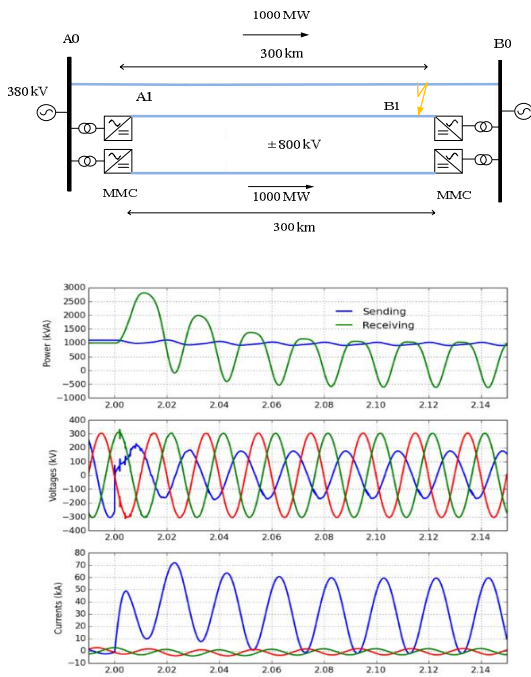 1000 MW
300 km
A0
B0
380 kV
A1
B1
±800 kV
MMC
1000 MW
MMC
300 km
3000
2500
2000
1500
1000
500
0
−500
−1000
Power (kVA)
Sending
Receiving
2.00 2.02 2.04 2.06 2.08 2.10 2.12 2.14
400
300
200
100
0
−100
−200
−300
−400
Voltages (kV)
2.00 2.02 2.04 2.06 2.08 2.10 2.12 2.14
80
70
60
50
40
30
20
10
0
−10
Currents (kA)
2.00 2.02 2.04 2.06 2.08 2.10 2.12 2.14